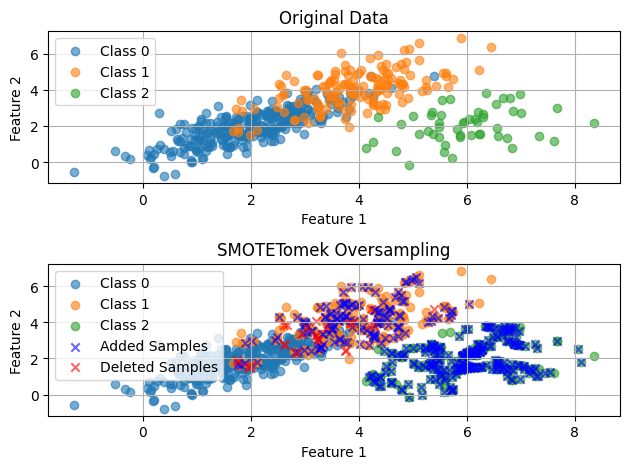 Original Data
Class 0
Class 1
Class 2
Feature 2
6
4
2
0
0
2
4
6
8
Feature 1
SMOTETomek Oversampling
Class 0
Class 1
Class 2
Added Samples
Deleted Samples
Feature 2
6
4
2
0
0
2
4
6
8
Feature 1